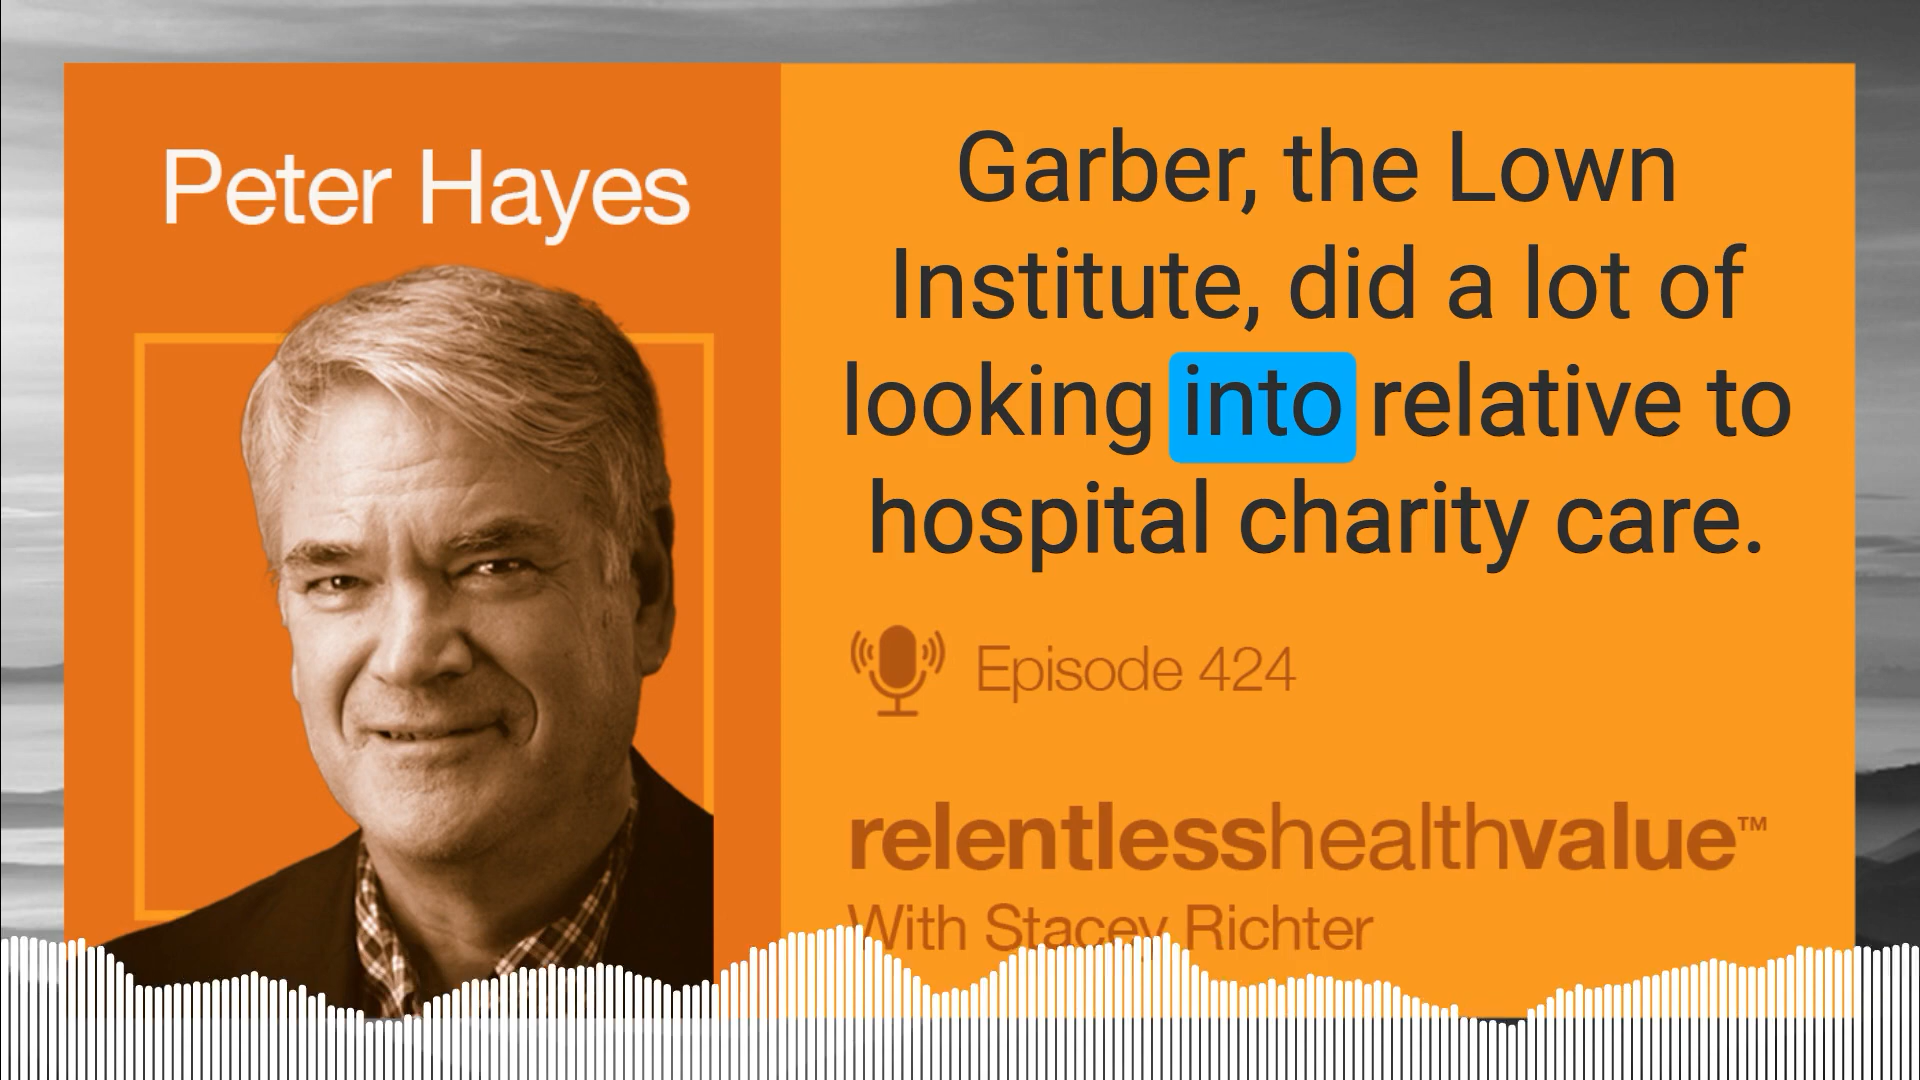 Peter Hayes
Garber, the Lown
Institute, did a lot of
looking into relative to
hospital charity care.
Episode 424
relentlesshealthvalue™
With Stacey Richter